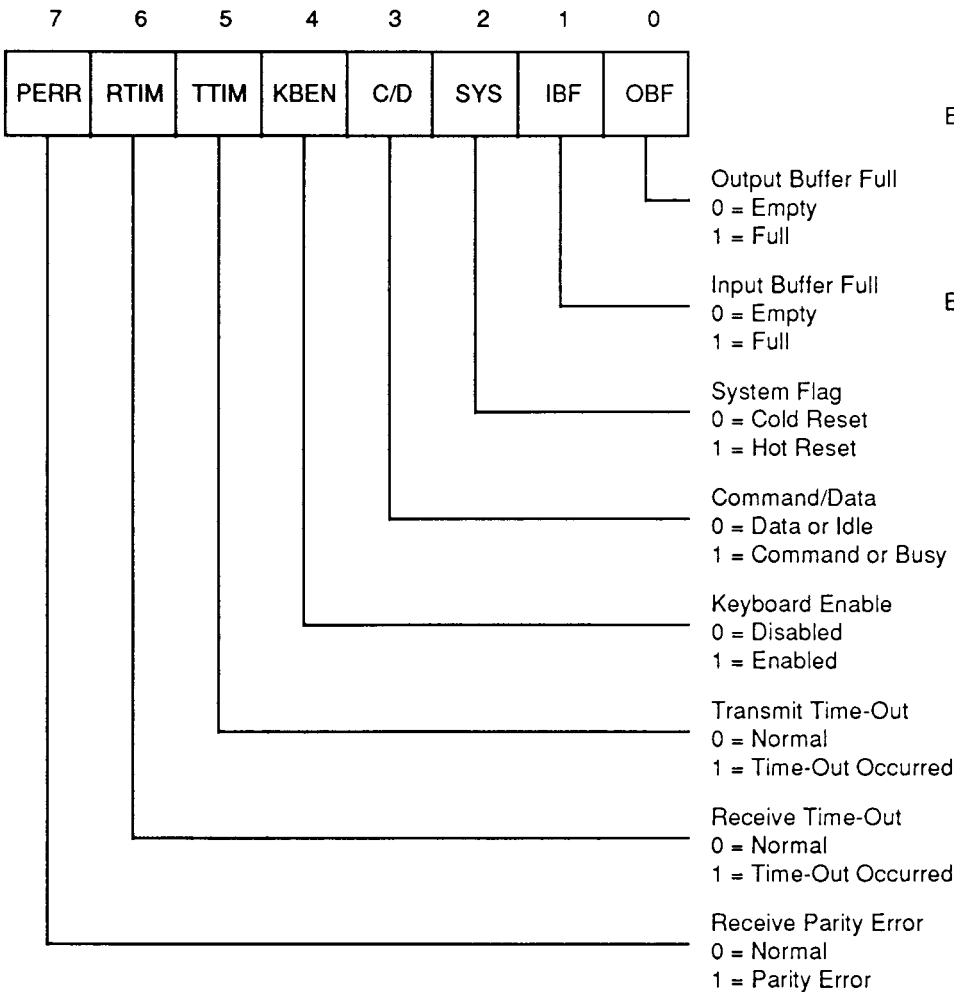 7 6 5 4 3 2 1 0
PERR RTIM TTIM KBEN C/D SYS IBF OBF
E
Output Buffer Full
0 = Empty
1 = Full
Input Buffer Full
E
0 = Empty
1 = Full
System Flag
0 = Cold Reset
1 = Hot Reset
Command/Data
0 = Data or Idle
1 = Command or Busy
Keyboard Enable
0 = Disabled
1 = Enabled
Transmit Time-Out
0 = Normal
1 = Time-Out Occurred
Receive Time-Out
0 = Normal
1 = Time-Out Occurred
Receive Parity Error
0 = Normal
1 = Parity Error